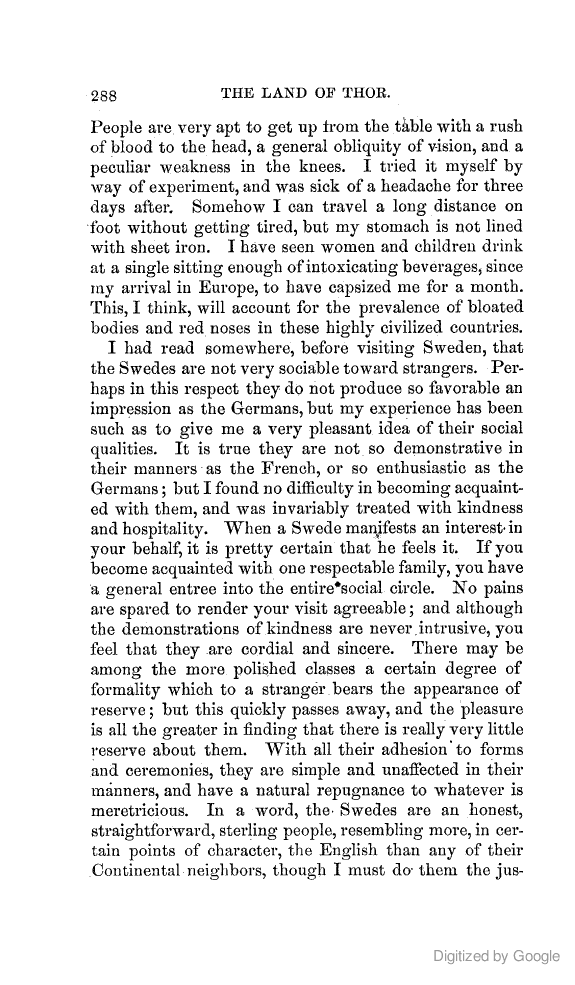 288 THE LAND OF THOR.
People are very apt to get up from the table with a rush
of blood to the head, a general obliquity of vision, and a
peculiar weakness in the knees. I tried it myself by
way of experiment, and was sick of a headache for three
days after. Somehow I can travel a long distance on
foot without getting tired, but my stomach is not lined
with sheet iron. I have seen women and children drink
at a single sitting enough of intoxicating beverages, since
my arrival in Europe, to have capsized me for a month.
This, I think, will account for the prevalence of bloated
bodies and red noses in these highly civilized countries.
I had read somewhere, before visiting Sweden, that
the Swedes are not very sociable toward strangers. Per-
haps in this respect they do not produce so favorable an
impression as the Germans, but my experience has been
such as to give me a very pleasant idea of their social
qualities. It is true they are not so demonstrative in
their manners as the French, or so enthusiastic as the
Germans; but I found no difficulty in becoming acquaint-
ed with them, and was invariably treated with kindness
and hospitality. When a Swede manifests an interest in
your behalf, it is pretty certain that he feels it. If you
become acquainted with one respectable family, you have
a general entree into the entire social circle. No pains
are spared to render your visit agreeable; and although
the demonstrations of kindness are never intrusive, you
feel that they are cordial and sincere. There may be
among the more polished classes a certain degree of
formality which to a stranger bears the appearance of
reserve; but this quickly passes away, and the pleasure
is all the greater in finding that there is really very little
reserve about them. With all their adhesion to forms
and ceremonies, they are simple and unaffected in their
manners, and have a natural repugnance to whatever is
meretricious. In a word, the Swedes are an honest,
straightforward, sterling people, resembling more, in cer-
tain points of character, the English than any of their
Continental neighbors, though I must do them the jus-
Digitized by Google